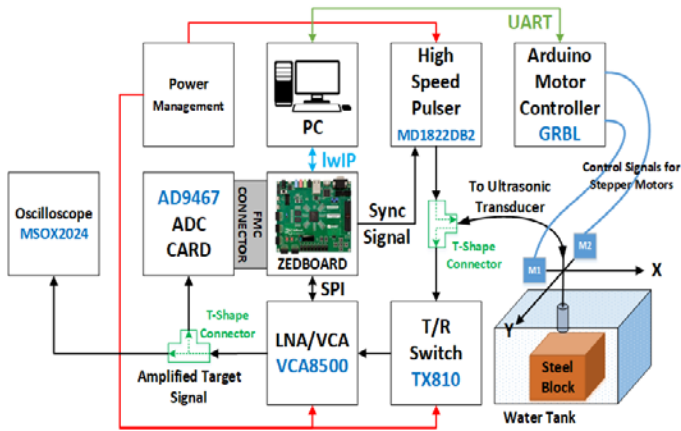 UART
Power
Management
PC
High
Speed
Pulser
MD1822DB2
Arduino
Motor
Controller
GRBL
lwIP
Control Signals for
Stepper Motors
Oscilloscope
MSOX2024
AD9467
ADC
CARD
FMC
CONNECTOR
ZEDBOARD
Sync
Signal
To Ultrasonic
Transducer
T-Shape
Connector
M1
M2
X
Y
SPI
T-Shape
Connector
Amplified Target
Signal
LNA/VCA
VCA8500
T/R
Switch
TX810
Steel
Block
Water Tank